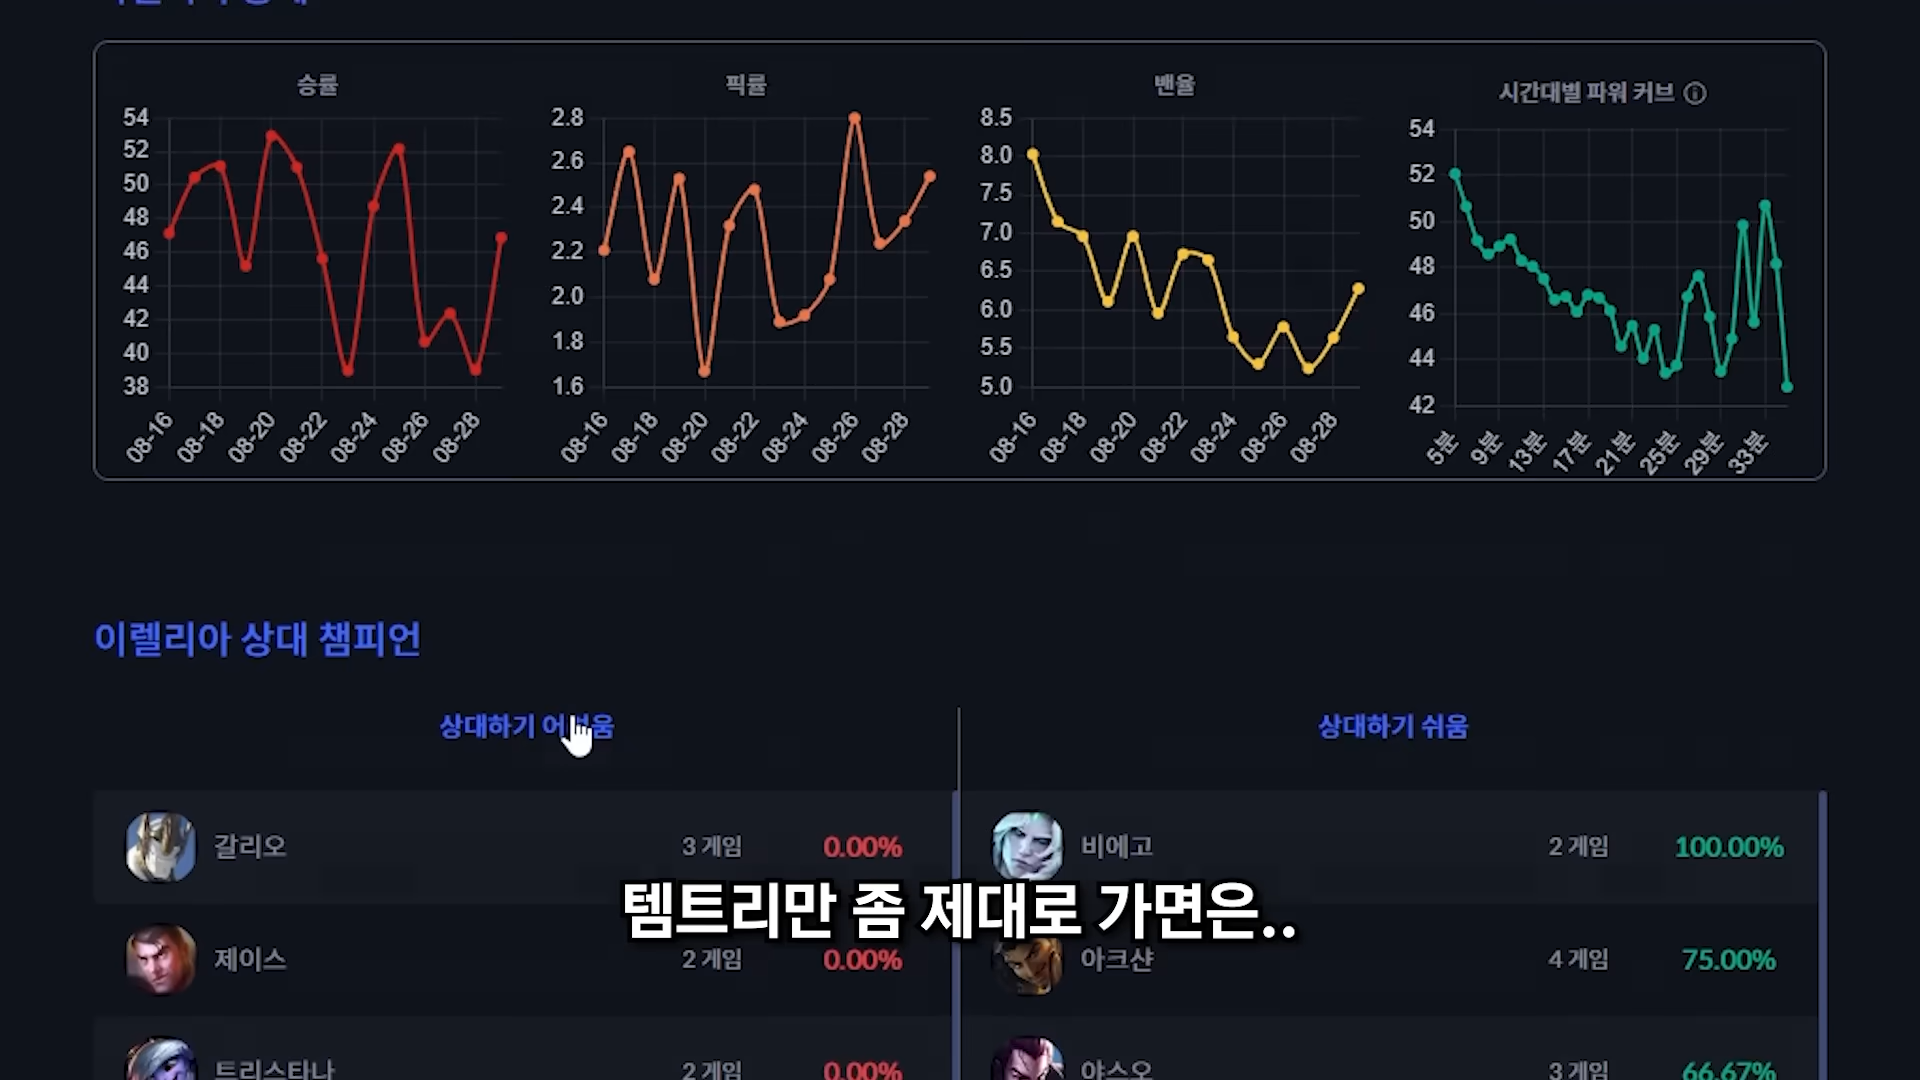 승률
54
52
50
48
46
44
42
40
38
08-16
08-18
08-20
08-22
08-24
08-26
08-28
픽률
2.8
2.6
2.4
2.2
2.0
1.8
1.6
08-16
08-18
08-20
08-22
08-24
08-26
08-28
밴율
8.5
8.0
7.5
7.0
6.5
6.0
5.5
5.0
08-16
08-18
08-20
08-22
08-24
08-26
08-28
시간대별 파워 커브
54
52
50
48
46
44
42
5분
9분
13분
17분
21분
25분
29분
33분
이렐리아 상대 챔피언
상대하기 어려움
갈리오 3 게임 0.00%
제이스 2 게임 0.00%
트리스타나 2 게임 0.00%
상대하기 쉬움
비에고 2 게임 100.00%
아크샨 4 게임 75.00%
야스오 3 게임 66.67%
템트리만 좀 제대로 가면은..